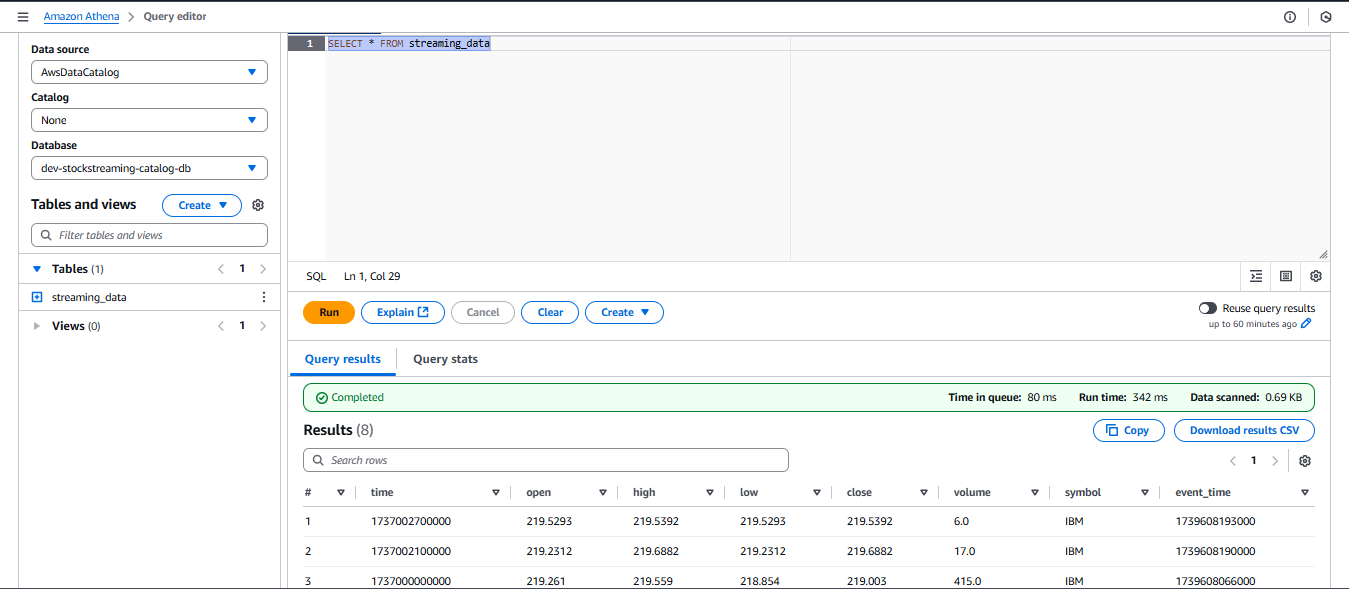 Amazon Athena > Query editor
Data source
AwsDataCatalog
Catalog
None
Database
dev-stockstreaming-catalog-db
Tables and views Create
Filter tables and views
Tables (1) < 1 >
streaming_data
Views (0) < 1 >
1 SELECT * FROM streaming_data
SQL Ln 1, Col 29
Run Explain Cancel Clear Create
Reuse query results
up to 60 minutes ago
Query results Query stats
Completed Time in queue: 80 ms Run time: 342 ms Data scanned: 0.69 KB
Results (8) Copy Download results CSV
Search rows < 1 >
# time open high low close volume symbol event_time
1 1737002700000 219.5293 219.5392 219.5293 219.5392 6.0 IBM 1739608193000
2 1737002100000 219.2312 219.6882 219.2312 219.6882 17.0 IBM 1739608190000
3 1737000000000 219.261 219.559 218.854 219.003 415.0 IBM 1739608066000